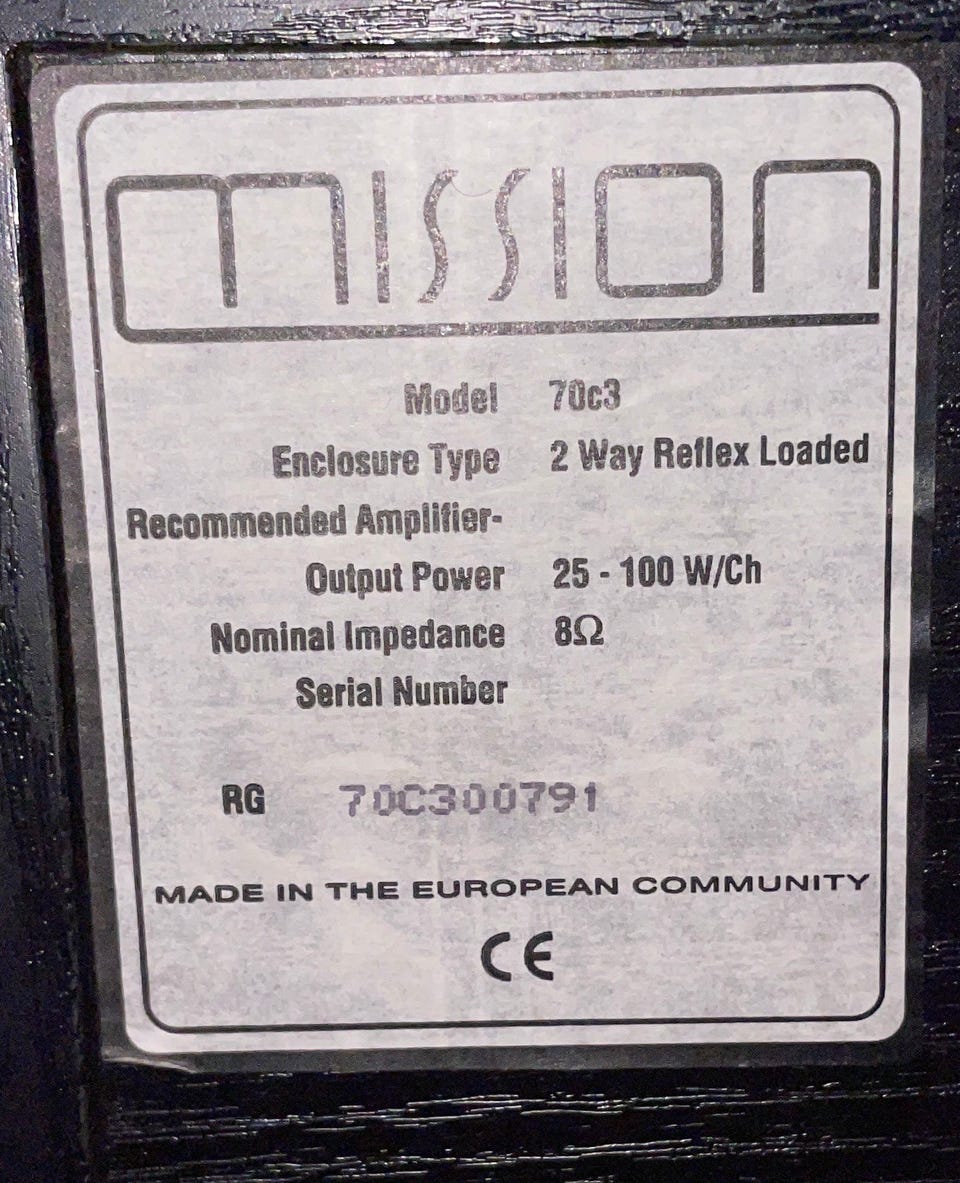 mission
Model 70c3
Enclosure Type 2 Way Reflex Loaded
Recommended Amplifier-
Output Power 25 - 100 W/Ch
Nominal Impedance 8Ω
Serial Number
RG 70C300791
MADE IN THE EUROPEAN COMMUNITY
CE